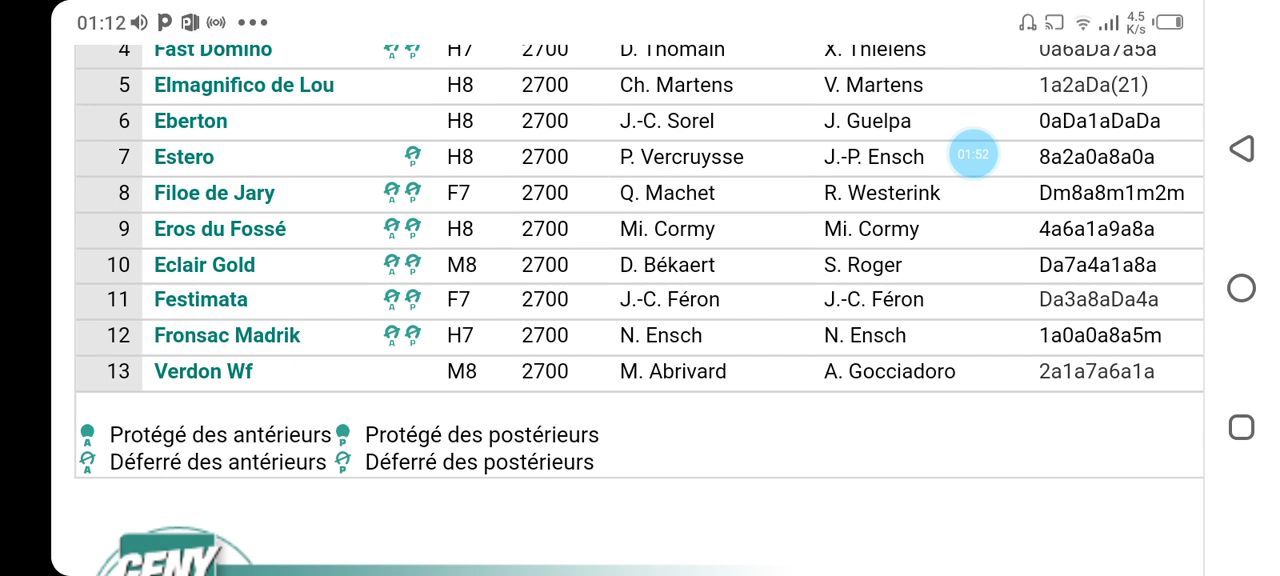 01:12 4.5 K/s
4 Fast Domino A P H7 2700 D. Thomain X. Thielens 0a6aDa7a5a
5 Elmagnifico de Lou H8 2700 Ch. Martens V. Martens 1a2aDa(21)
6 Eberton H8 2700 J.-C. Sorel J. Guelpa 0aDa1aDaDa
7 Estero P H8 2700 P. Vercruysse J.-P. Ensch 01:52 8a2a0a8a0a
8 Filoe de Jary A P F7 2700 Q. Machet R. Westerink Dm8a8m1m2m
9 Eros du Fossé A P H8 2700 Mi. Cormy Mi. Cormy 4a6a1a9a8a
10 Eclair Gold A P M8 2700 D. Békaert S. Roger Da7a4a1a8a
11 Festimata A P F7 2700 J.-C. Féron J.-C. Féron Da3a8aDa4a
12 Fronsac Madrik A P H7 2700 N. Ensch N. Ensch 1a0a0a8a5m
13 Verdon Wf M8 2700 M. Abrivard A. Gocciadoro 2a1a7a6a1a
A Protégé des antérieurs P Protégé des postérieurs
A Déferré des antérieurs P Déferré des postérieurs
GENY